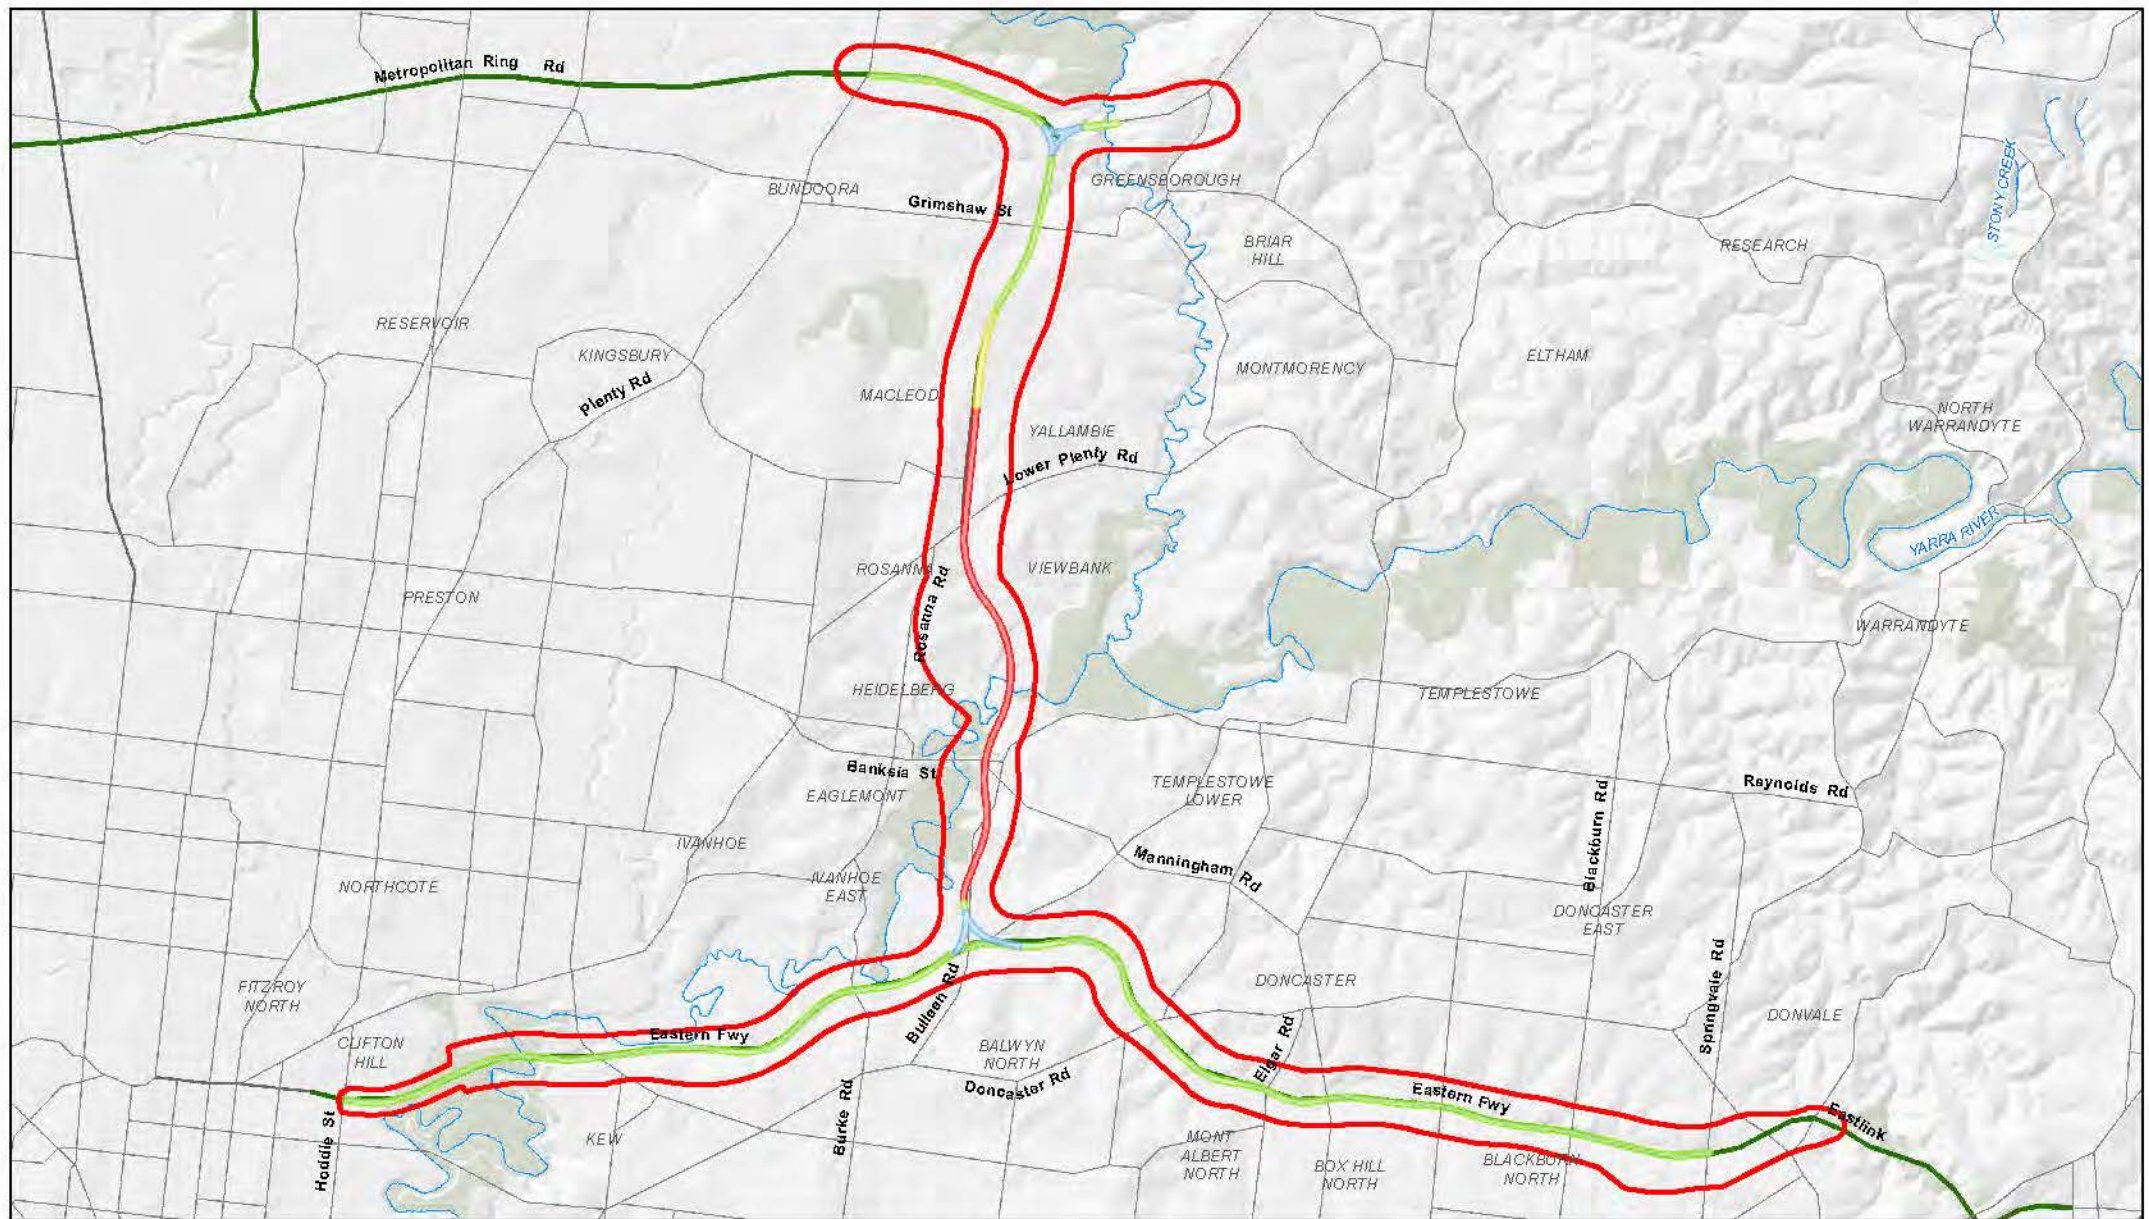 Metropolitan Ring Rd
BUNDOORA
Grimshaw St
GREENSBOROUGH
STONY CREEK
BRIAR
HILL
RESEARCH
RESERVOIR
KINGSBURY
Plenty Rd
MACLEOD
MONTMORENCY
ELTHAM
NORTH
WARRANDYTE
YALLAMBIE
Lower Plenty Rd
YARRA RIVER
ROSANNA
Rosanna Rd
VIEWBANK
PRESTON
WARRANDYTE
HEIDELBERG
TEMPLESTOWE
Banksia St
EAGLEMONT
TEMPLESTOWE
LOWER
Blackburn Rd
Reynolds Rd
IVANHOE
Manningham Rd
IVANHOE
EAST
NORTHCOTE
DONCASTER
EAST
FITZROY
NORTH
Bulleen Rd
DONCASTER
Springvale Rd
DONVALE
CLIFTON
HILL
Eastern Fwy
BALWYN
NORTH
Elgar Rd
Doncaster Rd
Eastern Fwy
Eastlink
Hoddle St
KEW
Burke Rd
MONT
ALBERT
NORTH
BOX HILL
NORTH
BLACKBURN
NORTH